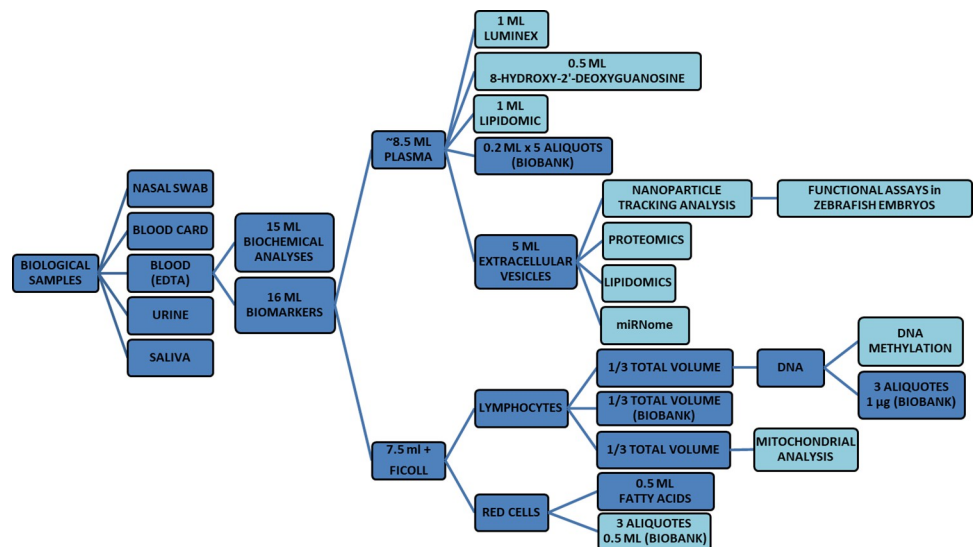 1 ML
LUMINEX
0.5 ML
8-HYDROXY-2'-DEOXYGUANOSINE
1 ML
LIPIDOMIC
~8.5 ML
PLASMA
0.2 ML x 5 ALIQUOTS
(BIOBANK)
NANOPARTICLE
TRACKING ANALYSIS
FUNCTIONAL ASSAYS in
ZEBRAFISH EMBRYOS
NASAL SWAB
BLOOD CARD
15 ML
BIOCHEMICAL
ANALYSES
5 ML
EXTRACELLULAR
VESICLES
PROTEOMICS
BIOLOGICAL
SAMPLES
BLOOD
(EDTA)
LIPIDOMICS
16 ML
BIOMARKERS
URINE
miRNome
SALIVA
DNA
METHYLATION
1/3 TOTAL VOLUME
DNA
3 ALIQUOTES
1 µg (BIOBANK)
LYMPHOCYTES
1/3 TOTAL VOLUME
(BIOBANK)
7.5 ml +
FICOLL
1/3 TOTAL VOLUME
MITOCHONDRIAL
ANALYSIS
RED CELLS
0.5 ML
FATTY ACIDS
3 ALIQUOTES
0.5 ML (BIOBANK)